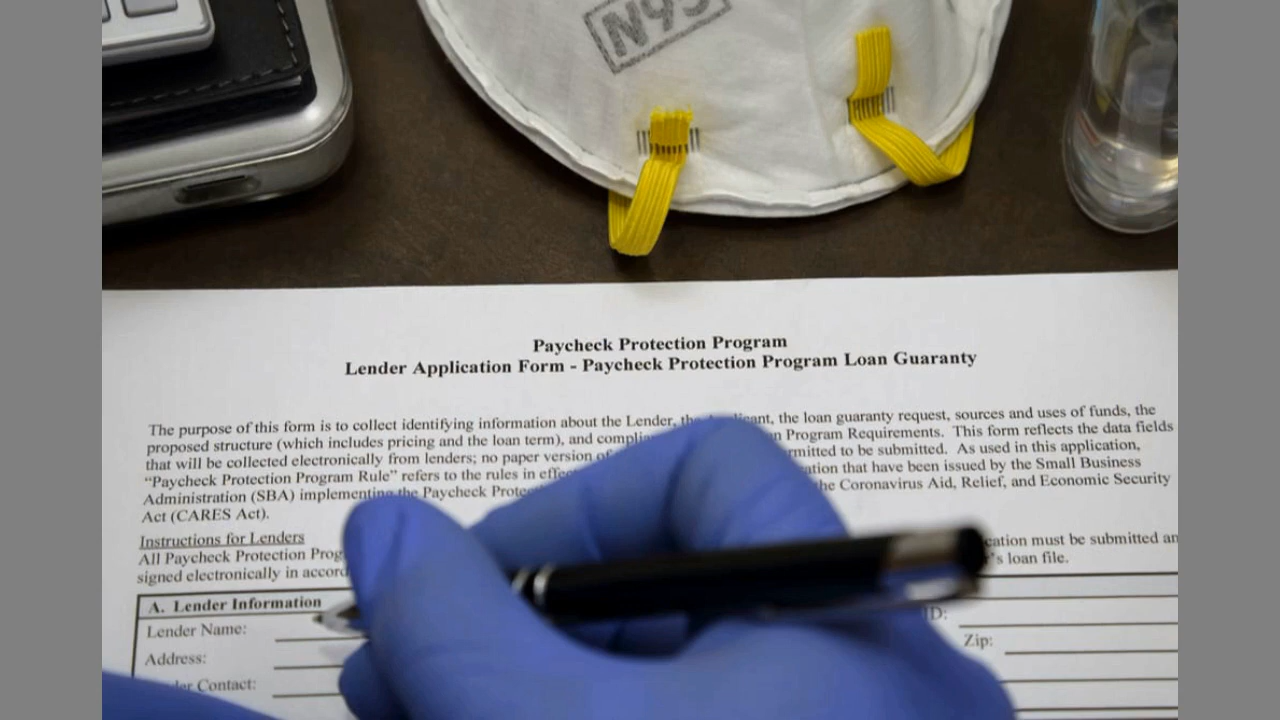 N95
Paycheck Protection Program
Lender Application Form - Paycheck Protection Program Loan Guaranty
The purpose of this form is to collect identifying information about the Lender, the the loan guaranty request, sources and uses of funds, the
proposed structure (which includes pricing and the loan term), and Program Requirements. This form reflects the data fields
that will be collected electronically from lenders; no paper version of to be submitted. As used in this application,
“Paycheck Protection Program Rule” refers to the rules in that have been issued by the Small Business
Administration (SBA) implementing the Paycheck the Coronavirus Aid, Relief, and Economic Security
Act (CARES Act).
Instructions for Lenders
All Paycheck Protection must be submitted
signed electronically in loan file.
A. Lender Information
Lender Name: ID:
Address: Zip:
Contact: